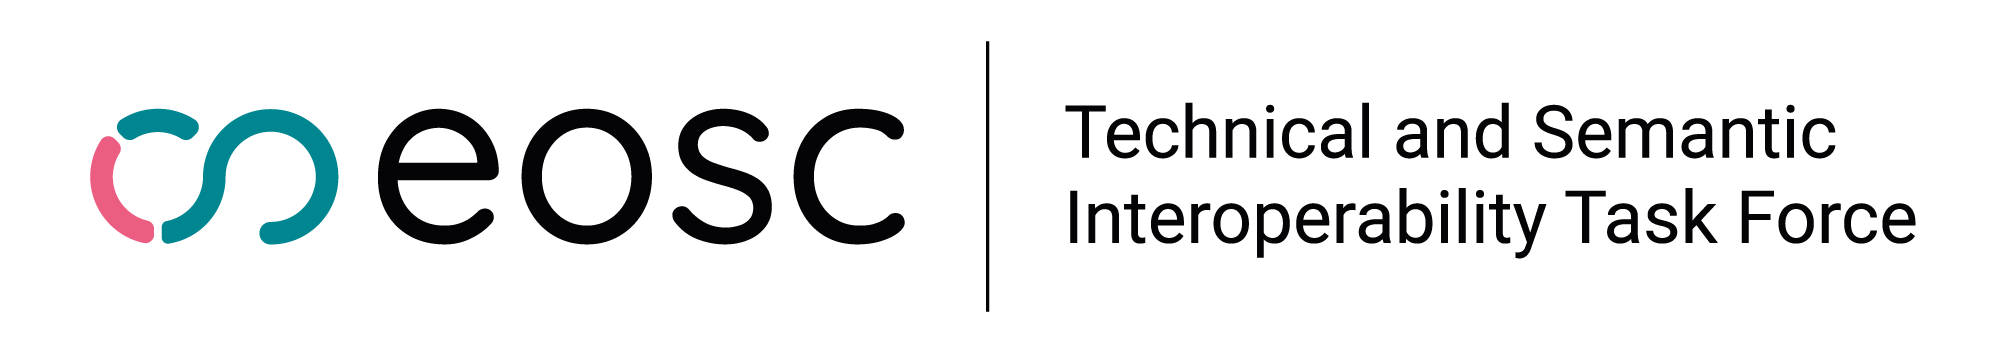 eosc
Technical and Semantic
Interoperability Task Force